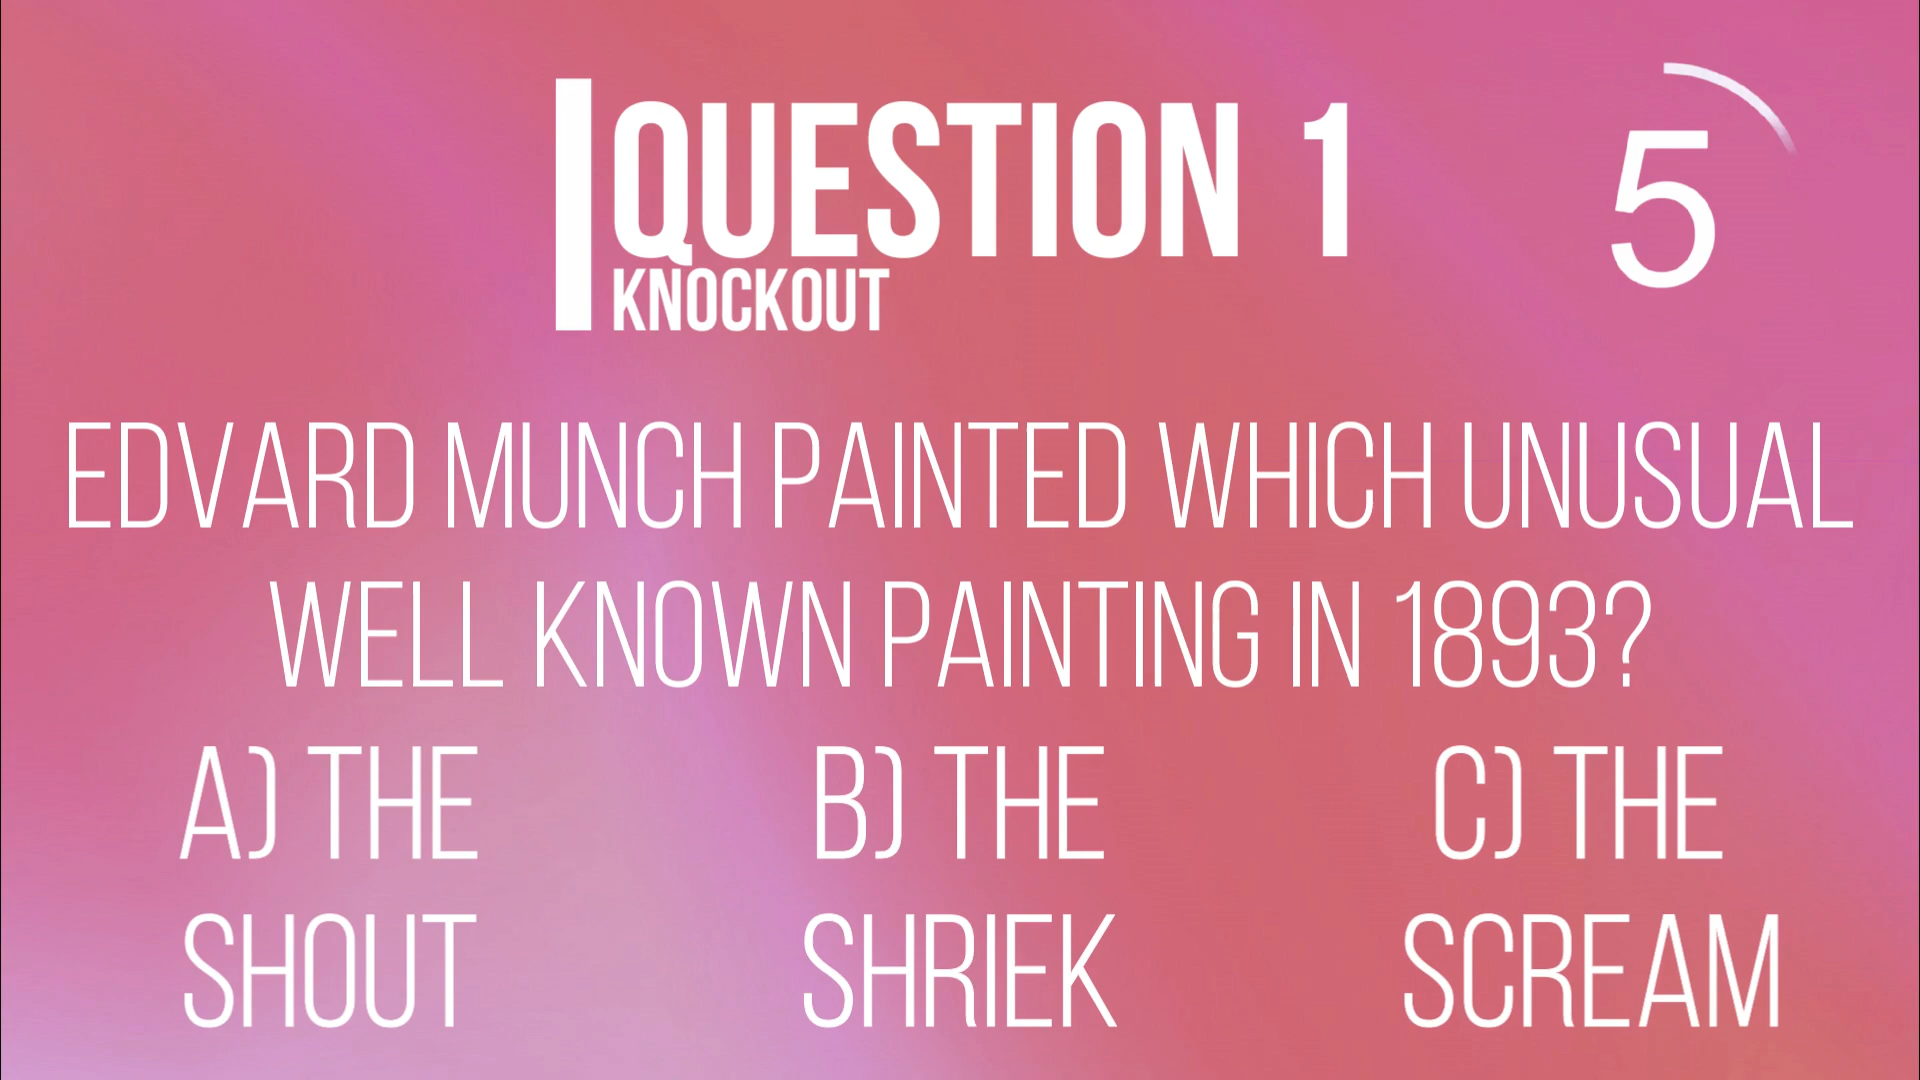 QUESTION 1
KNOCKOUT
5
EDVARD MUNCH PAINTED WHICH UNUSUAL
WELL KNOWN PAINTING IN 1893?
A) THE
SHOUT
B) THE
SHRIEK
C) THE
SCREAM